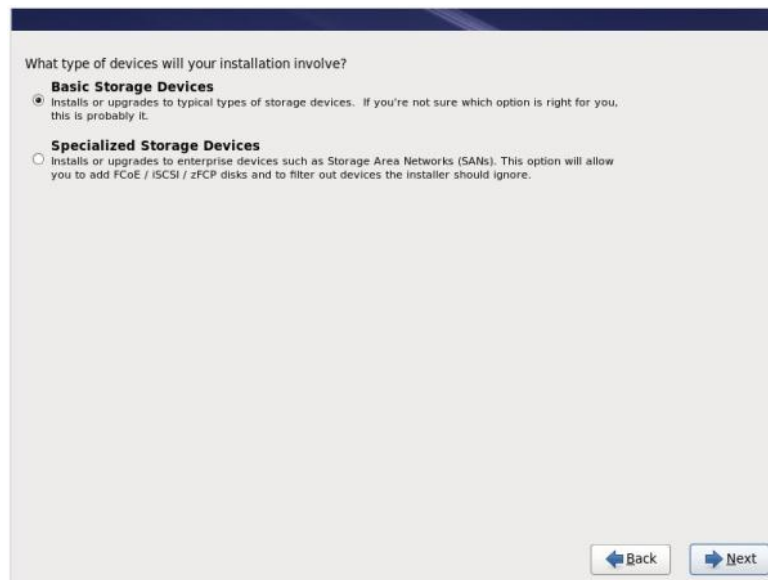 What type of devices will your installation involve?
Basic Storage Devices
Installs or upgrades to typical types of storage devices.  If you're not sure which option is right for you,
this is probably it.
Specialized Storage Devices
Installs or upgrades to enterprise devices such as Storage Area Networks (SANs). This option will allow
you to add FCoE / iSCSI / zFCP disks and to filter out devices the installer should ignore.
Back Next